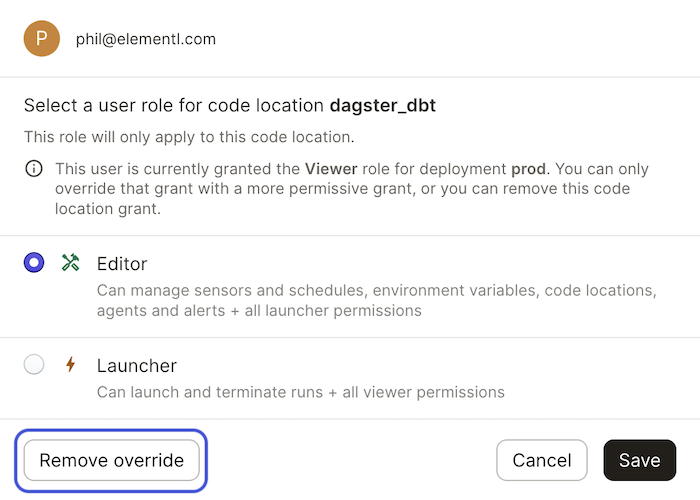 P
phil@elementl.com
Select a user role for code location dagster_dbt
This role will only apply to this code location.
This user is currently granted the Viewer role for deployment prod. You can only
override that grant with a more permissive grant, or you can remove this code
location grant.
Editor
Can manage sensors and schedules, environment variables, code locations,
agents and alerts + all launcher permissions
Launcher
Can launch and terminate runs + all viewer permissions
Remove override
Cancel
Save